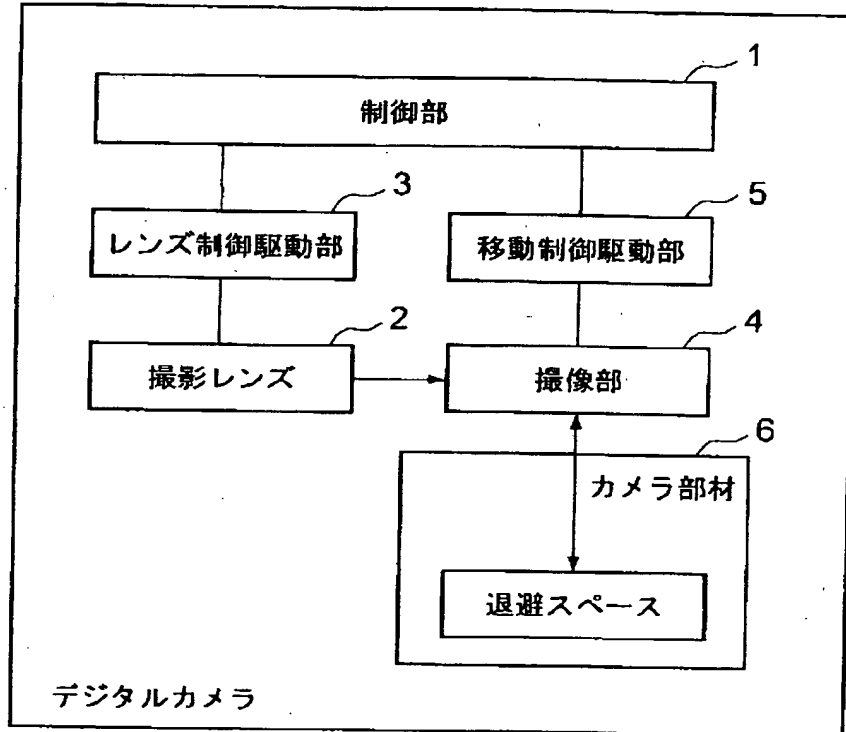 1
制御部
3
5
レンズ制御駆動部
移動制御駆動部
2
4
撮影レンズ
撮像部
6
カメラ部材
退避スペース
デジタルカメラ